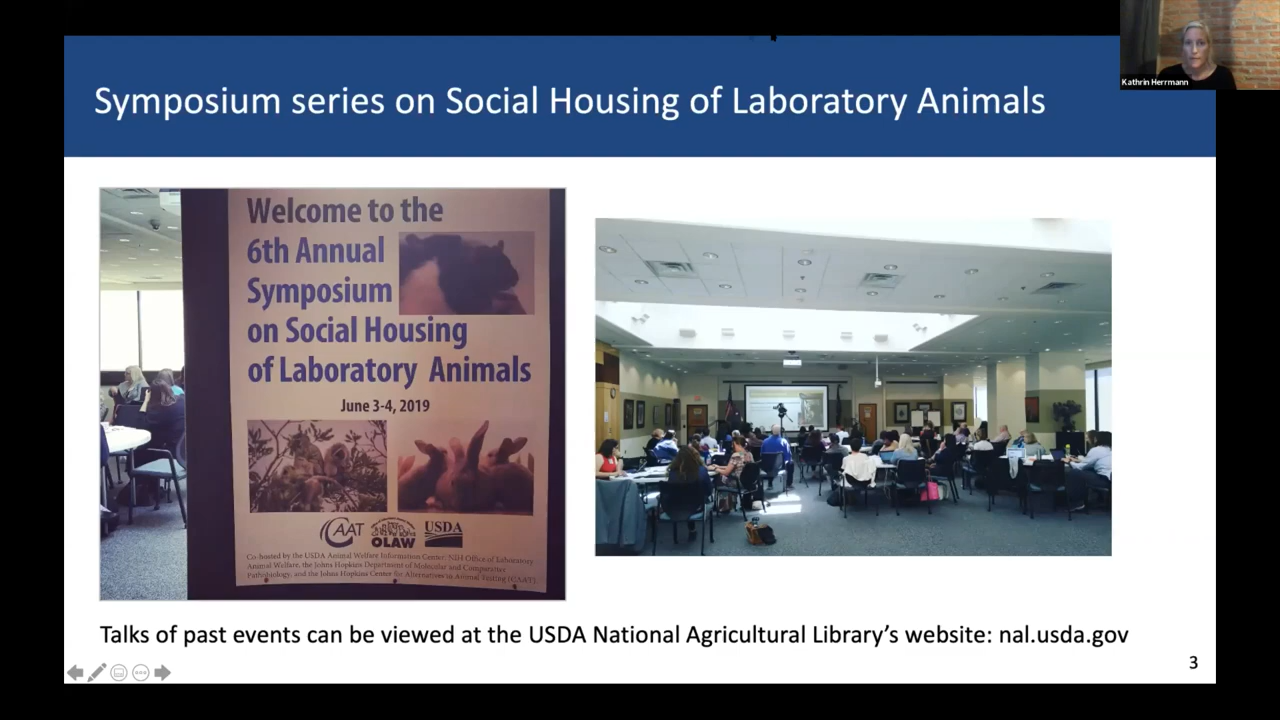 Kathrin Herrmann
Symposium series on Social Housing of Laboratory Animals
Welcome to the
6th Annual
Symposium
on Social Housing
of Laboratory Animals
June 3-4, 2019
CAAT
OLAW
USDA
Co-hosted by the USDA Animal Welfare Information Center, NIH Office of Laboratory
Animal Welfare, the Johns Hopkins Department of Molecular and Comparative
Pathobiology, and the Johns Hopkins Center for Alternatives to Animal Testing (CAAT).
Talks of past events can be viewed at the USDA National Agricultural Library’s website: nal.usda.gov
3